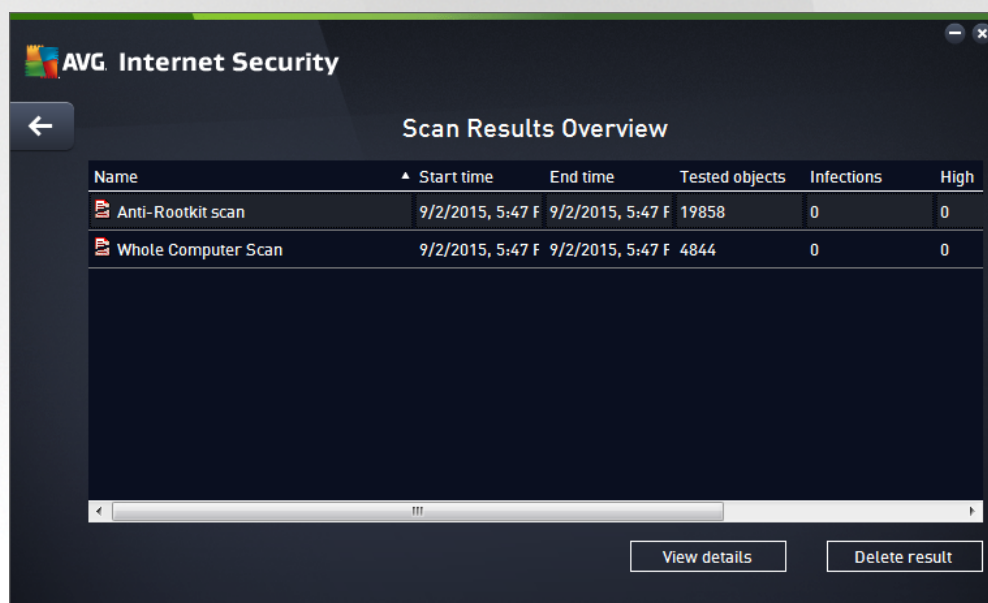 AVG Internet Security
Scan Results Overview
Name Start time End time Tested objects Infections High
Anti-Rootkit scan 9/2/2015, 5:47 9/2/2015, 5:47 19858 0 0
Whole Computer Scan 9/2/2015, 5:47 9/2/2015, 5:47 4844 0 0
View details Delete result